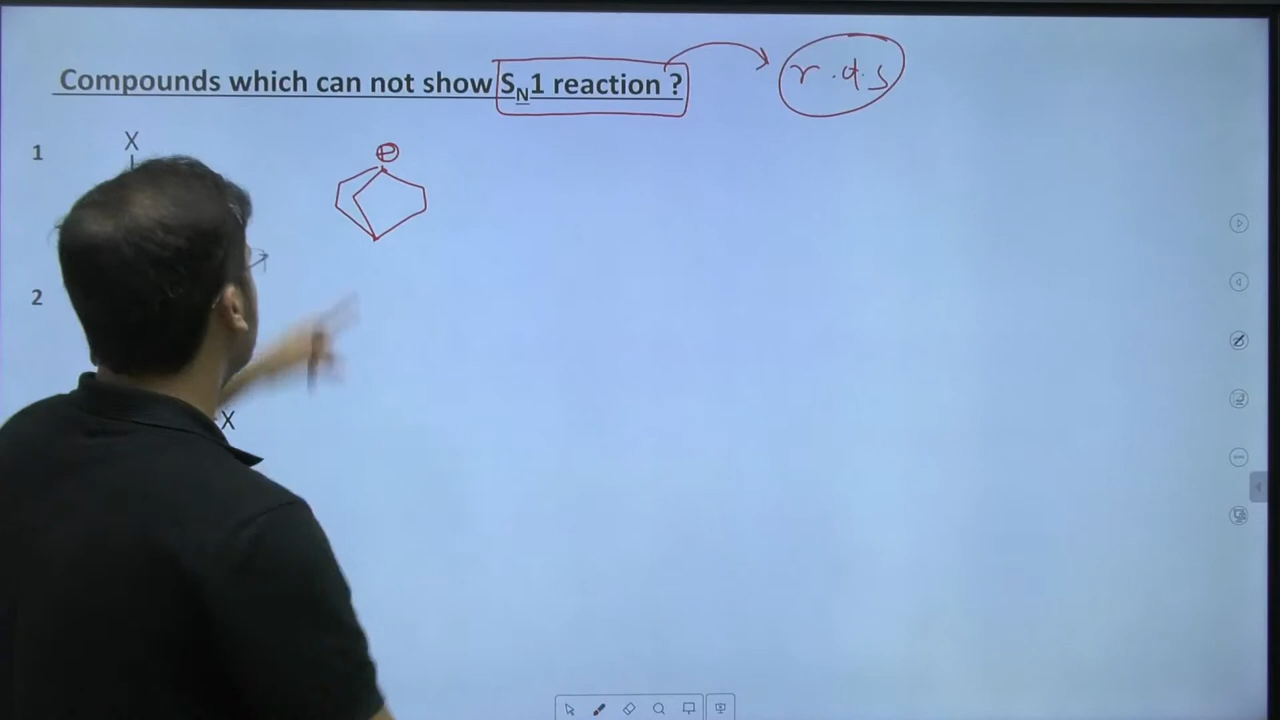 Compounds which can not show SN1 reaction ?
r.d.s
1
X
⊕
2
X